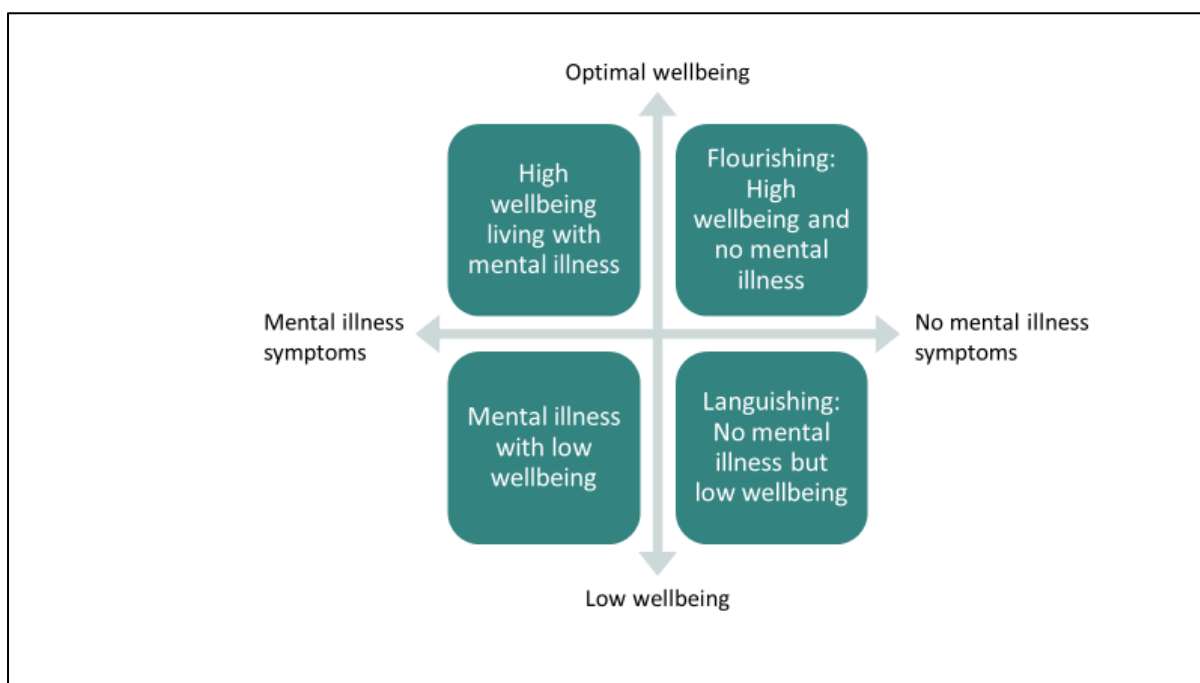 Optimal wellbeing
High
wellbeing
living with
mental illness
Flourishing:
High
wellbeing and
no mental
illness
Mental illness
symptoms
No mental illness
symptoms
Mental illness
with low
wellbeing
Languishing:
No mental
illness but
low wellbeing
Low wellbeing